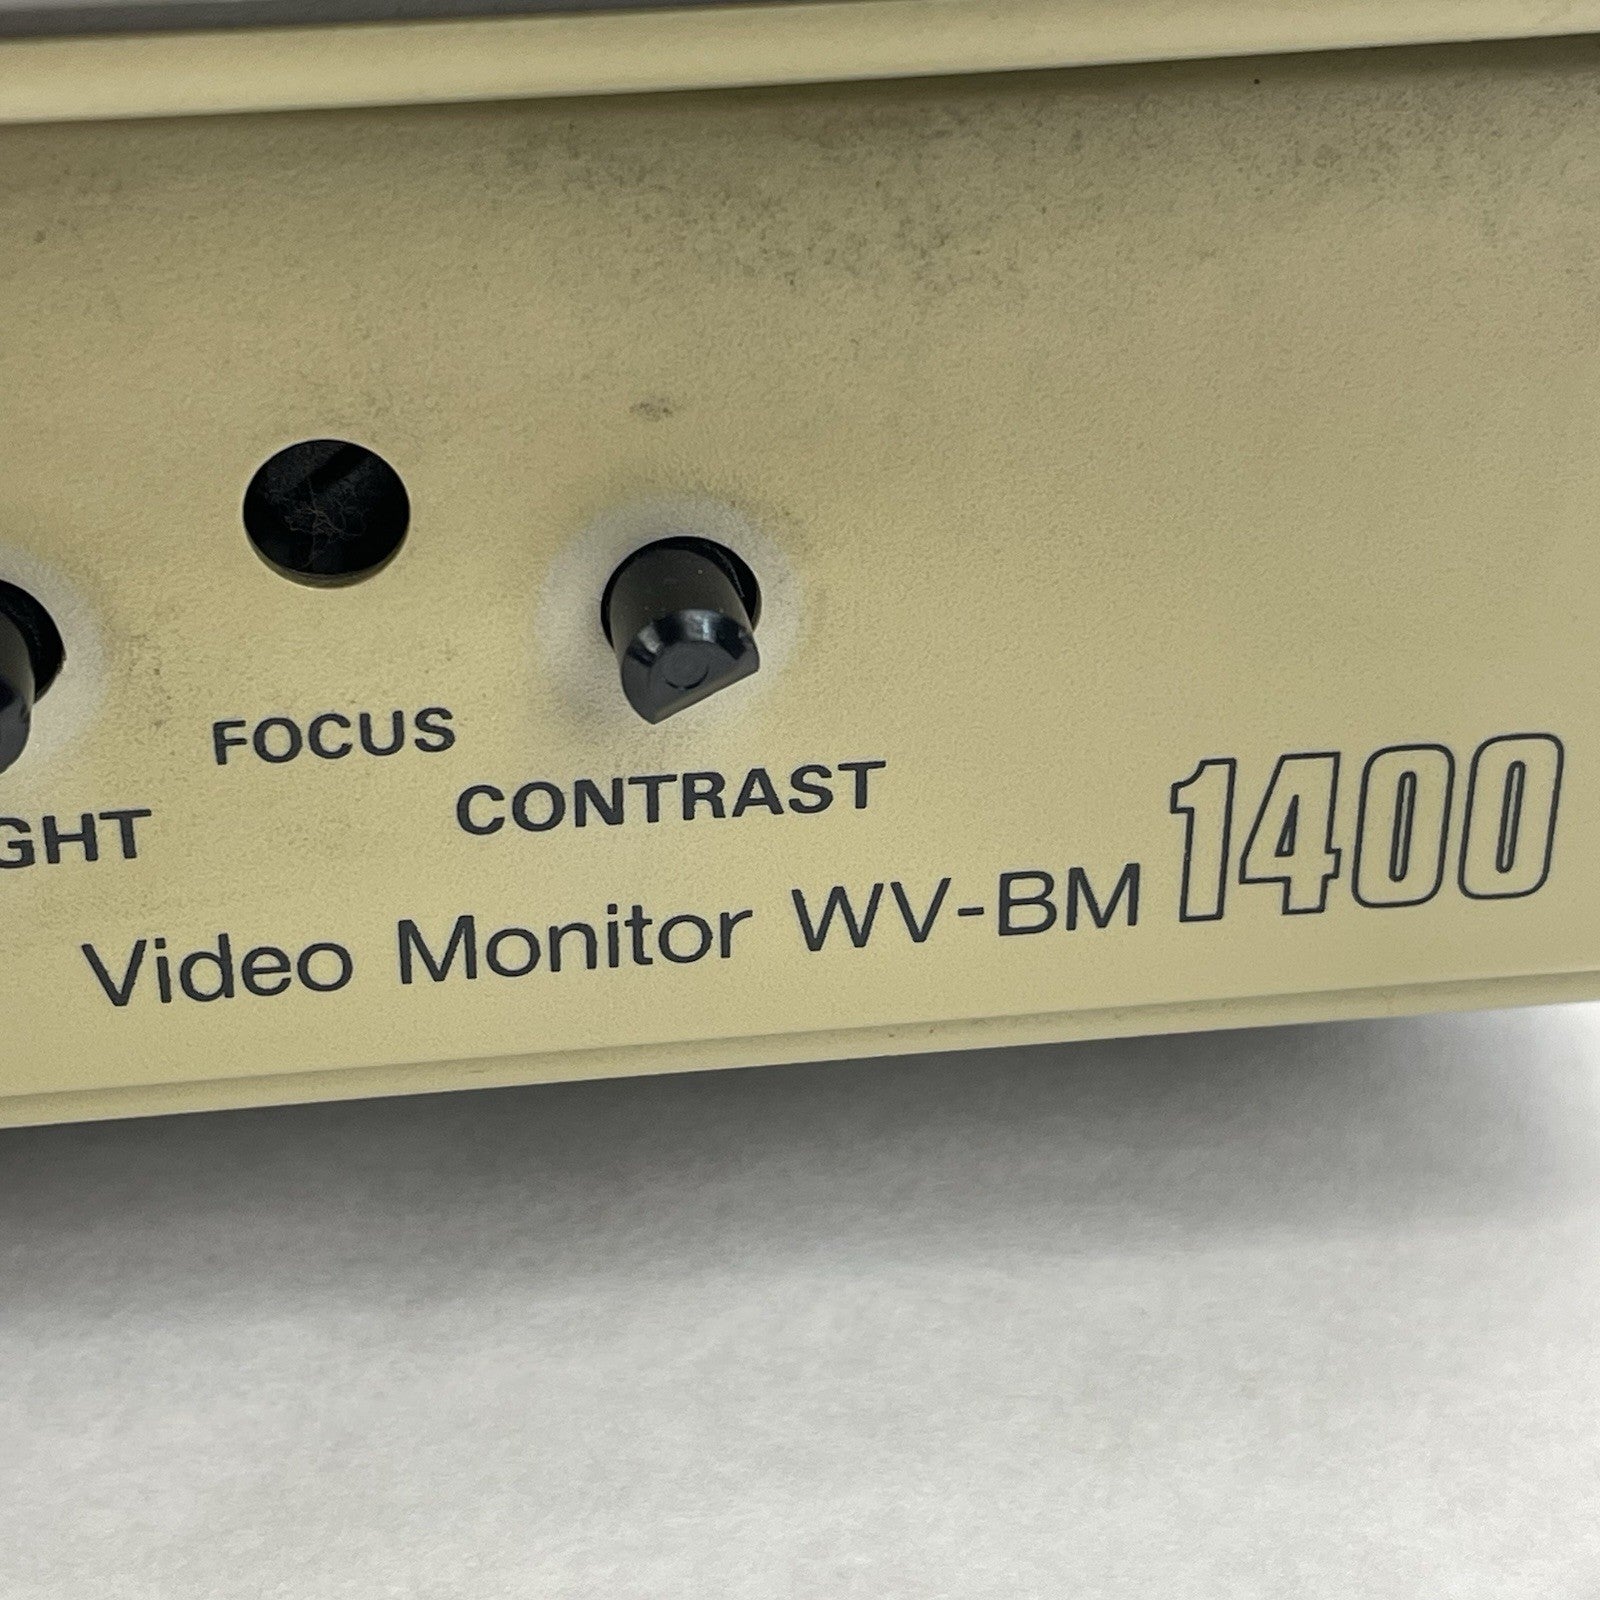 FOCUS
CONTRAST
GHT
Video Monitor WV-BM 1400